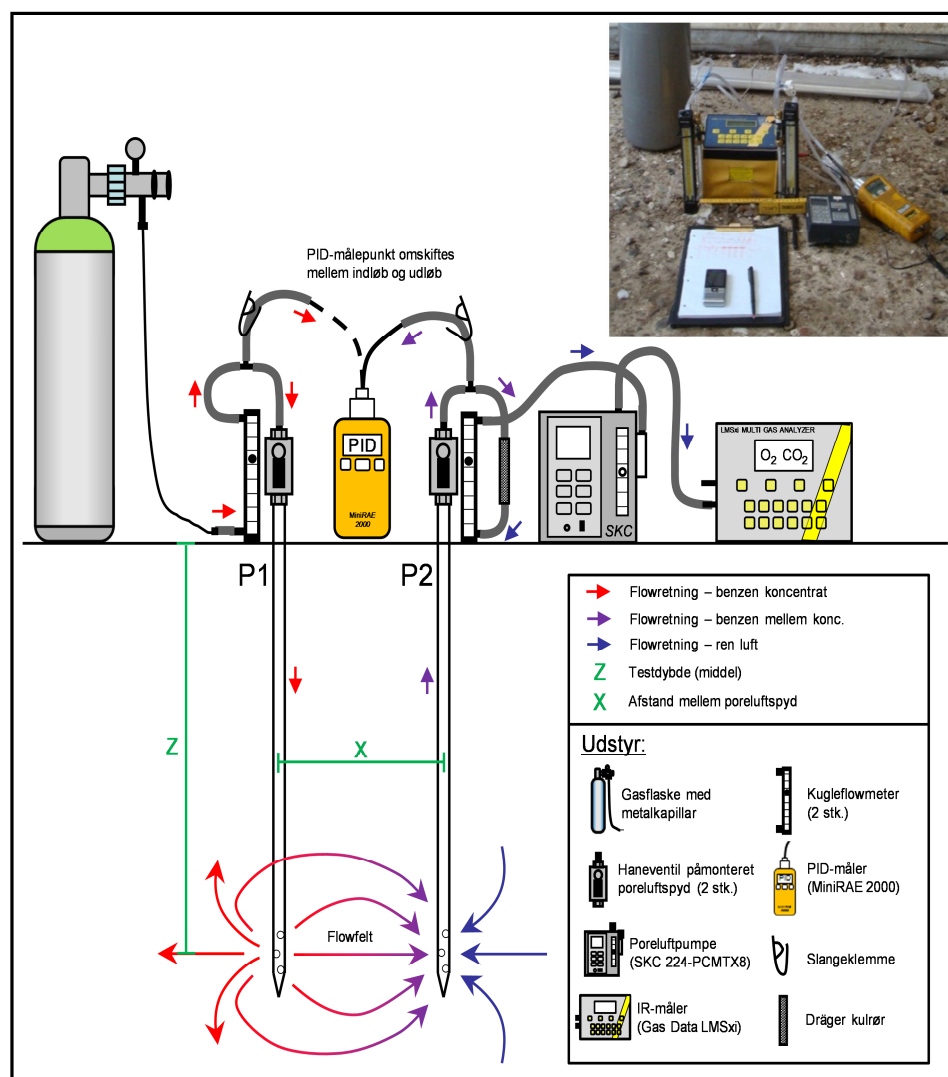 PID-målepunkt omskiftes
mellem indløb og udløb
PID
MiniRAE
2000
SKC
LMSxi MULTI GAS ANALYZER
O2 CO2
P1
P2
Z
X
Flowfelt
Flowretning – benzen koncentrat
Flowretning – benzen mellem konc.
Flowretning – ren luft
Z Testdybde (middel)
X Afstand mellem poreluftspyd
Udstyr:
Gasflaske med
metalkapillar
Kugleflowmeter
(2 stk.)
Haneventil påmonteret
poreluftspyd (2 stk.)
PID-måler
(MiniRAE 2000)
Poreluftpumpe
(SKC 224-PCMTX8)
Slangeklemme
IR-måler
(Gas Data LMSxi)
Dräger kulrør